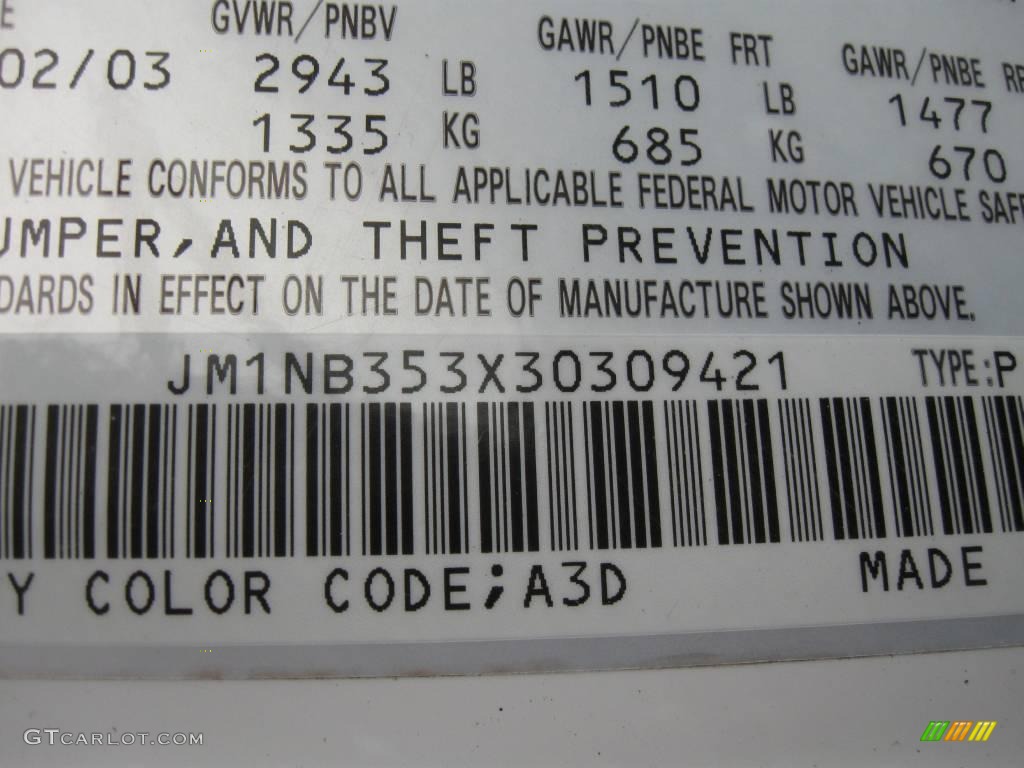 E GVWR/PNBV GAWR/PNBE FRT GAWR/PNBE RE
02/03 2943 LB 1510 LB 1477
1335 KG 685 KG 670
VEHICLE CONFORMS TO ALL APPLICABLE FEDERAL MOTOR VEHICLE SAFE
UMPER,AND THEFT PREVENTION
DARDS IN EFFECT ON THE DATE OF MANUFACTURE SHOWN ABOVE.
JM1NB353X30309421 TYPE:P
Y COLOR CODE;A3D MADE
GTCARLOT.COM